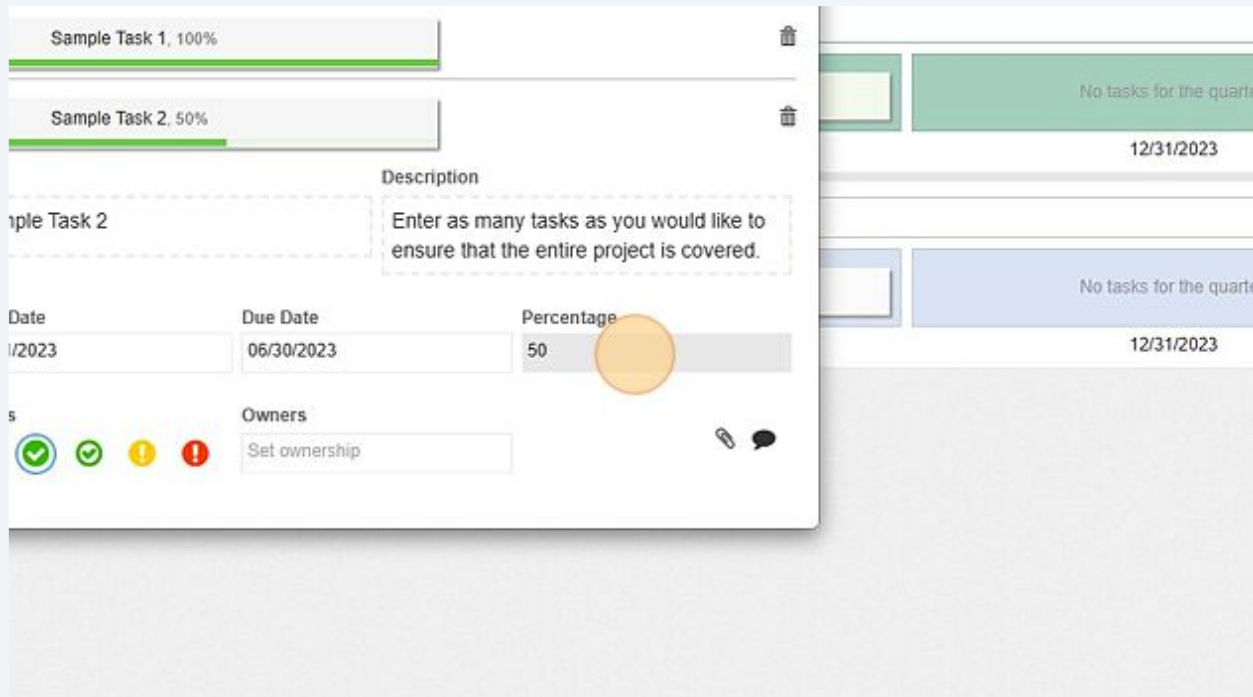 Sample Task 1, 100%
No tasks for the quarte
12/31/2023
Sample Task 2, 50%
Description
nple Task 2
Enter as many tasks as you would like to
ensure that the entire project is covered.
No tasks for the quarte
12/31/2023
Date
Due Date
Percentage
/2023
06/30/2023
50
s
Owners
Set ownership